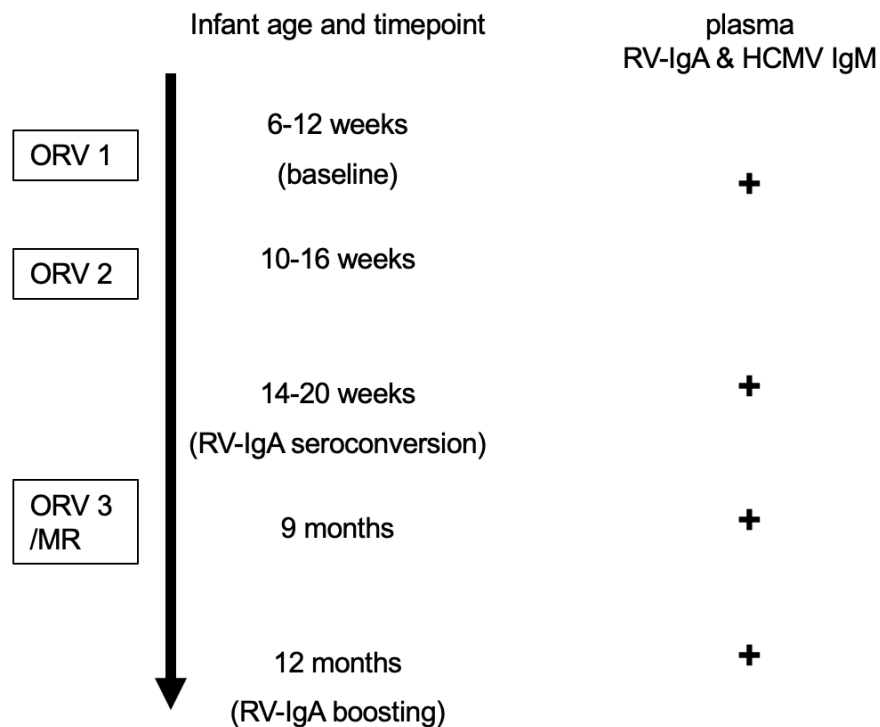 Infant age and timepoint
plasma
RV-IgA & HCMV IgM
ORV 1
6-12 weeks
(baseline)
+
ORV 2
10-16 weeks
14-20 weeks
(RV-IgA seroconversion)
+
ORV 3
/MR
9 months
+
12 months
(RV-IgA boosting)
+